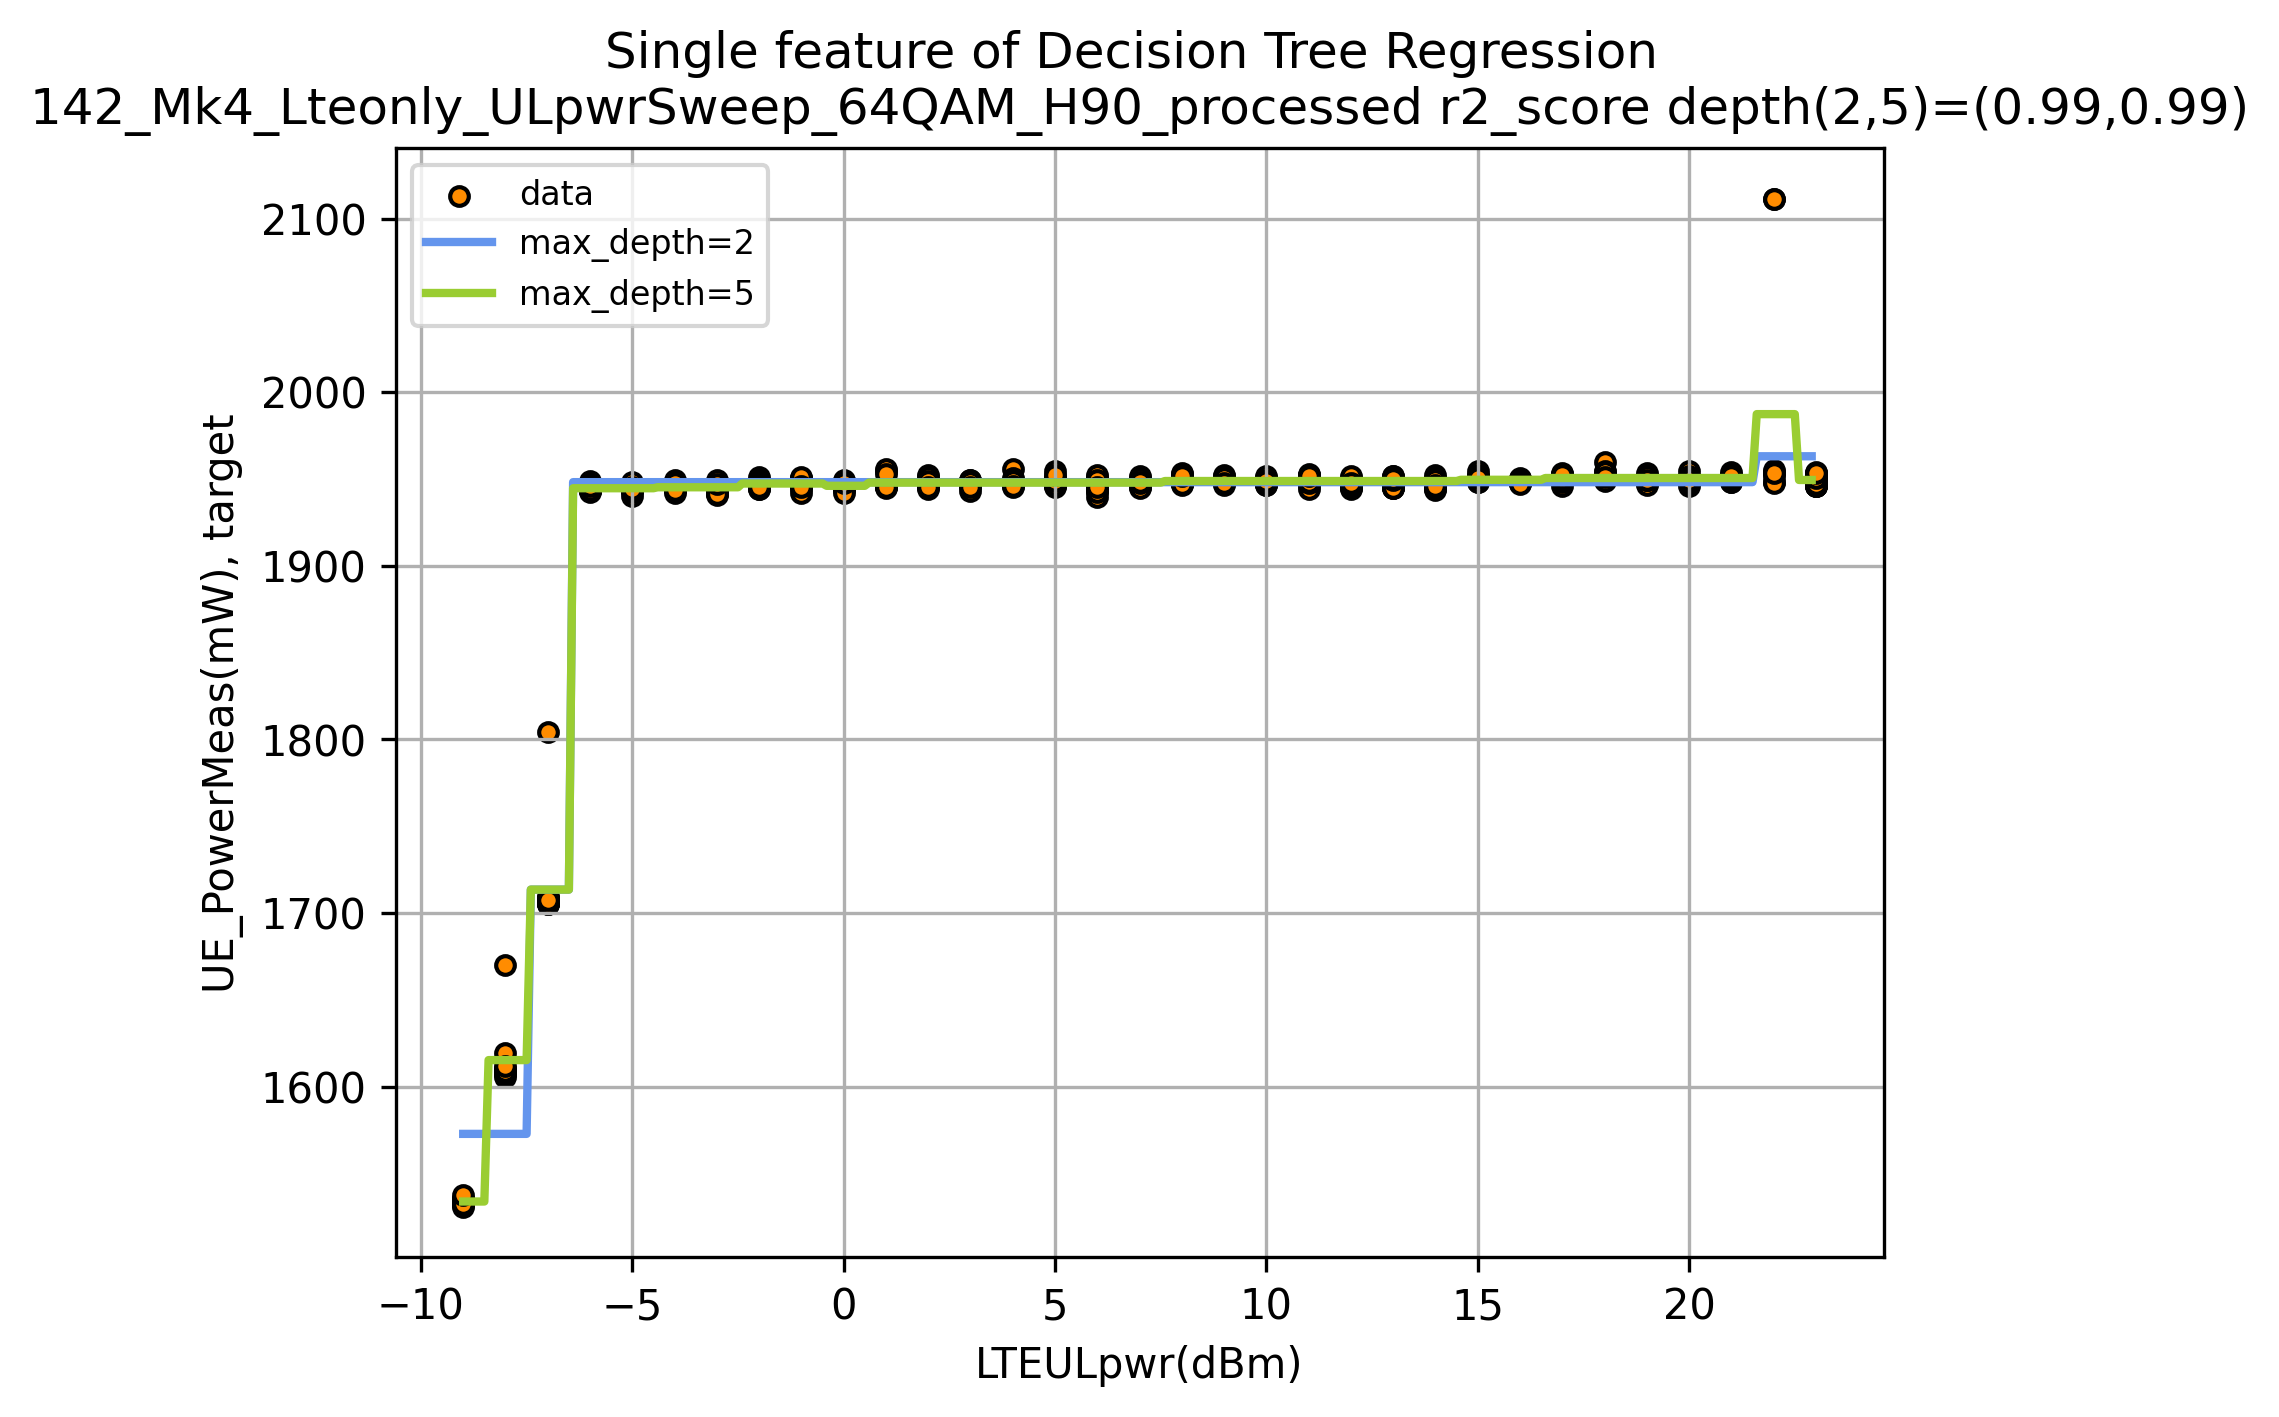 Single feature of Decision Tree Regression
142_Mk4_Lteonly_ULpwrSweep_64QAM_H90_processed r2_score depth(2,5)=(0.99,0.99)
data
max_depth=2
max_depth=5
2100
2000
1900
1800
1700
1600
UE_PowerMeas(mW), target
−10 −5 0 5 10 15 20
LTEULpwr(dBm)